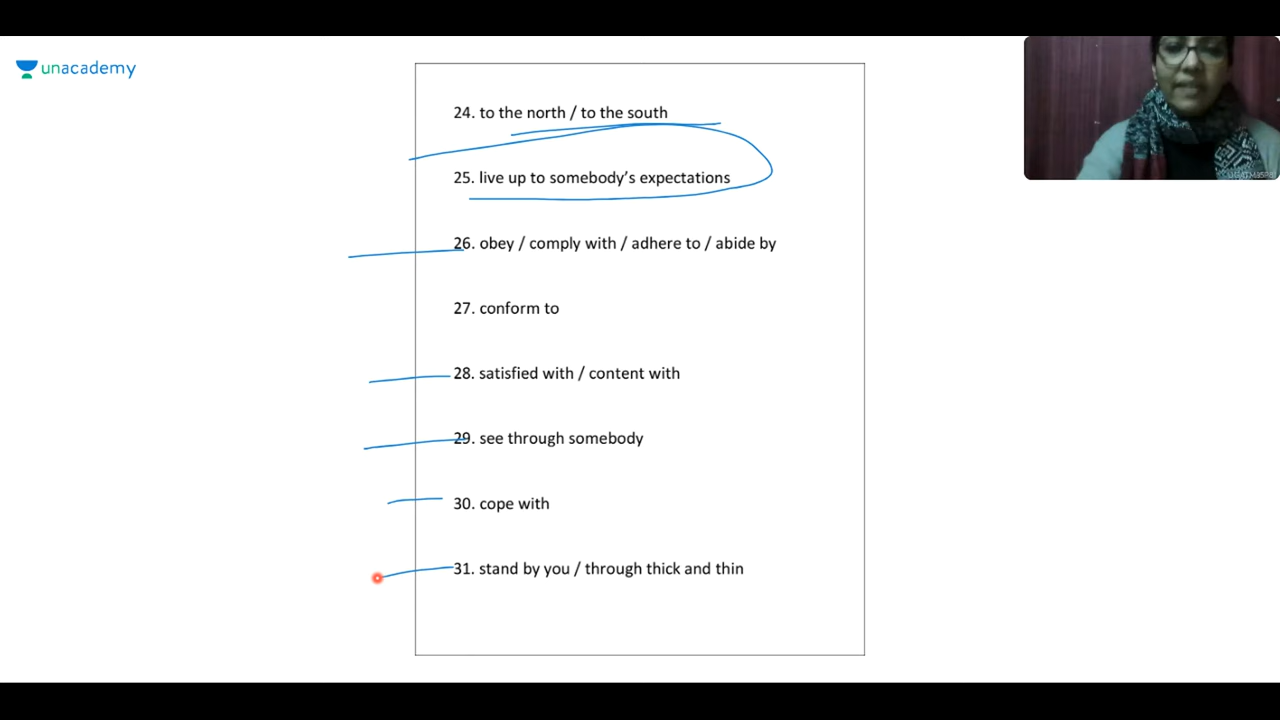 unacademy
24. to the north / to the south
25. live up to somebody’s expectations
26. obey / comply with / adhere to / abide by
27. conform to
28. satisfied with / content with
29. see through somebody
30. cope with
31. stand by you / through thick and thin